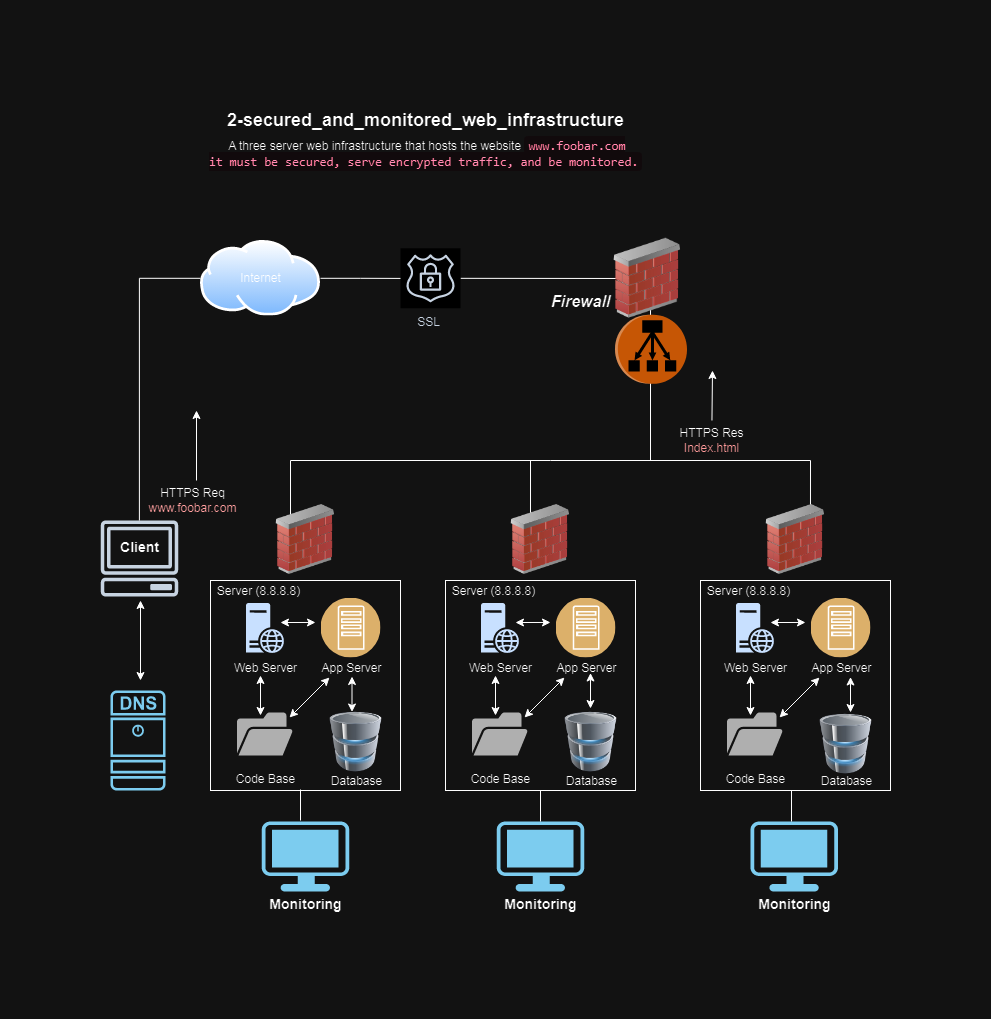 2-secured_and_monitored_web_infrastructure
A three server web infrastructure that hosts the website www.foobar.com
it must be secured, serve encrypted traffic, and be monitored.
Internet
SSL
Firewall
HTTPS Res
Index.html
HTTPS Req
www.foobar.com
Client
DNS
Server (8.8.8.8)
Web Server
App Server
Code Base
Database
Monitoring
Server (8.8.8.8)
Web Server
App Server
Code Base
Database
Monitoring
Server (8.8.8.8)
Web Server
App Server
Code Base
Database
Monitoring